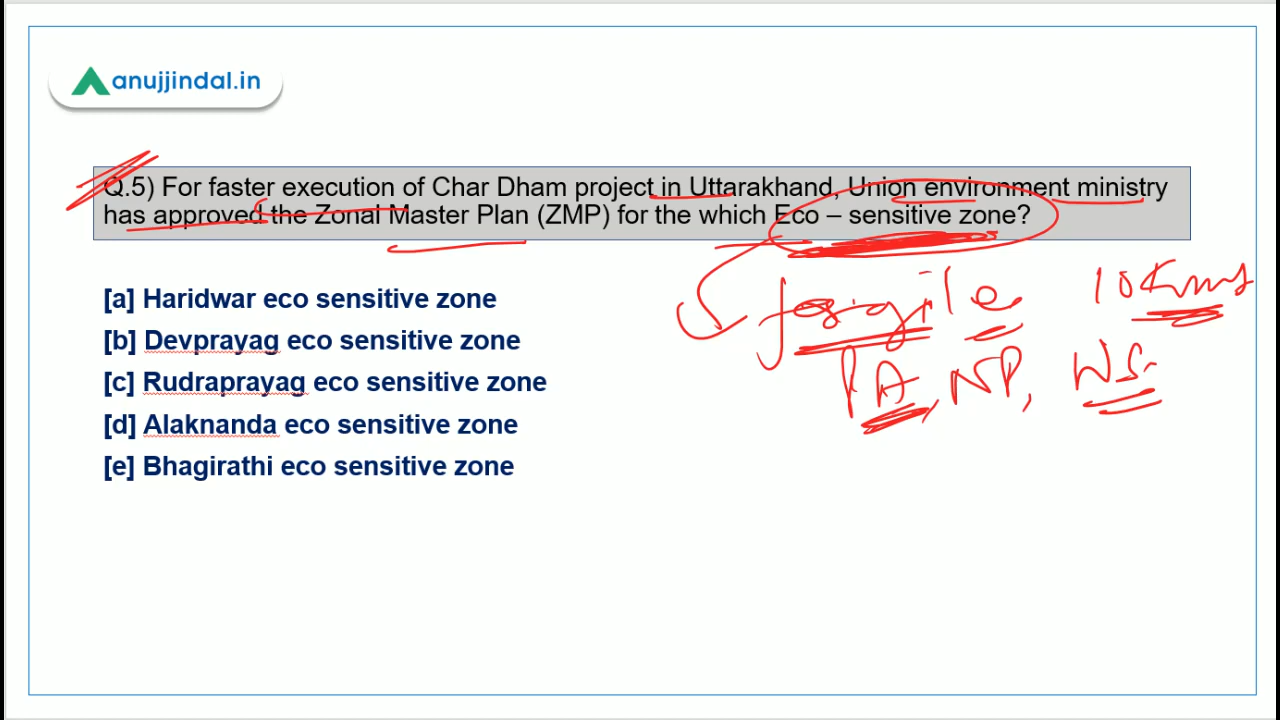 anujjindal.in
Q.5) For faster execution of Char Dham project in Uttarakhand, Union environment ministry
has approved the Zonal Master Plan (ZMP) for the which Eco – sensitive zone?
[a] Haridwar eco sensitive zone
[b] Devprayag eco sensitive zone
[c] Rudraprayag eco sensitive zone
[d] Alaknanda eco sensitive zone
[e] Bhagirathi eco sensitive zone
10 Kms
PA, NP, WS